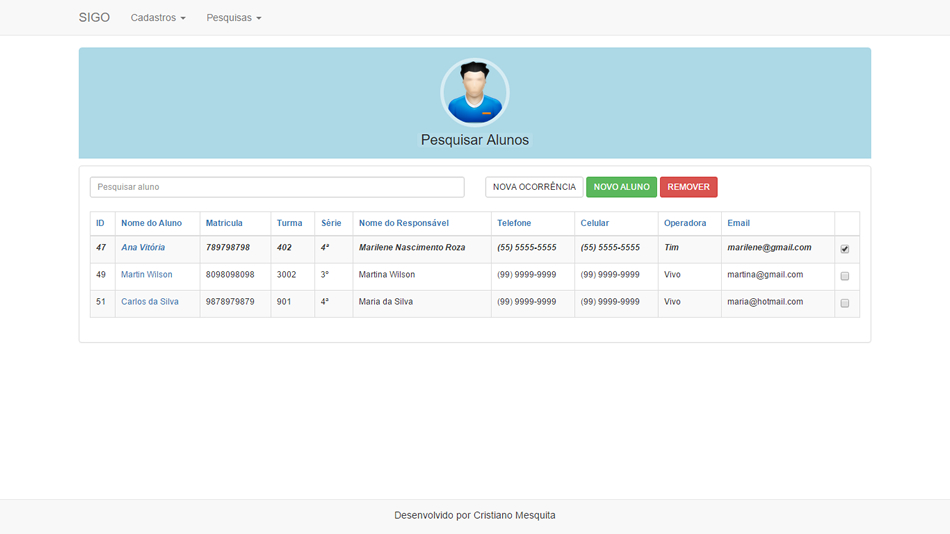 SIGO Cadastros Pesquisas
Pesquisar Alunos
Pesquisar aluno NOVA OCORRÊNCIA NOVO ALUNO REMOVER
ID Nome do Aluno Matricula Turma Série Nome do Responsável Telefone Celular Operadora Email
47 Ana Vitória 789798798 402 4ª Marilene Nascimento Roza (55) 5555-5555 (55) 5555-5555 Tim marilene@gmail.com
49 Martin Wilson 8098098098 3002 3º Martina Wilson (99) 9999-9999 (99) 9999-9999 Vivo martina@gmail.com
51 Carlos da Silva 9878979879 901 4ª Maria da Silva (99) 9999-9999 (99) 9999-9999 Vivo maria@hotmail.com
Desenvolvido por Cristiano Mesquita